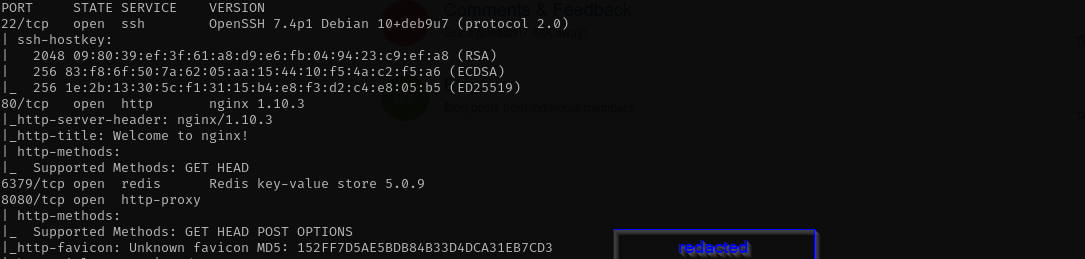 PORT     STATE SERVICE    VERSION
Comments & Feedback
22/tcp   open  ssh        OpenSSH 7.4p1 Debian 10+deb9u7 (protocol 2.0)
| ssh-hostkey:
|   2048 09:80:39:ef:3f:61:a8:d9:e6:fb:04:94:23:c9:ef:a8 (RSA)
|   256 83:f8:6f:50:7a:62:05:aa:15:44:10:f5:4a:c2:f5:a6 (ECDSA)
|_  256 1e:2b:13:30:5c:f1:31:15:b4:e8:f3:d2:c4:e8:05:b5 (ED25519)
80/tcp   open  http       nginx 1.10.3
Blog posts from individual members
|_http-server-header: nginx/1.10.3
|_http-title: Welcome to nginx!
| http-methods:
|_  Supported Methods: GET HEAD
6379/tcp open  redis      Redis key-value store 5.0.9
8080/tcp open  http-proxy
| http-methods:
|_  Supported Methods: GET HEAD POST OPTIONS
|_http-favicon: Unknown favicon MD5: 152FF7D5AE5BDB84B33D4DCA31EB7CD3
redacted